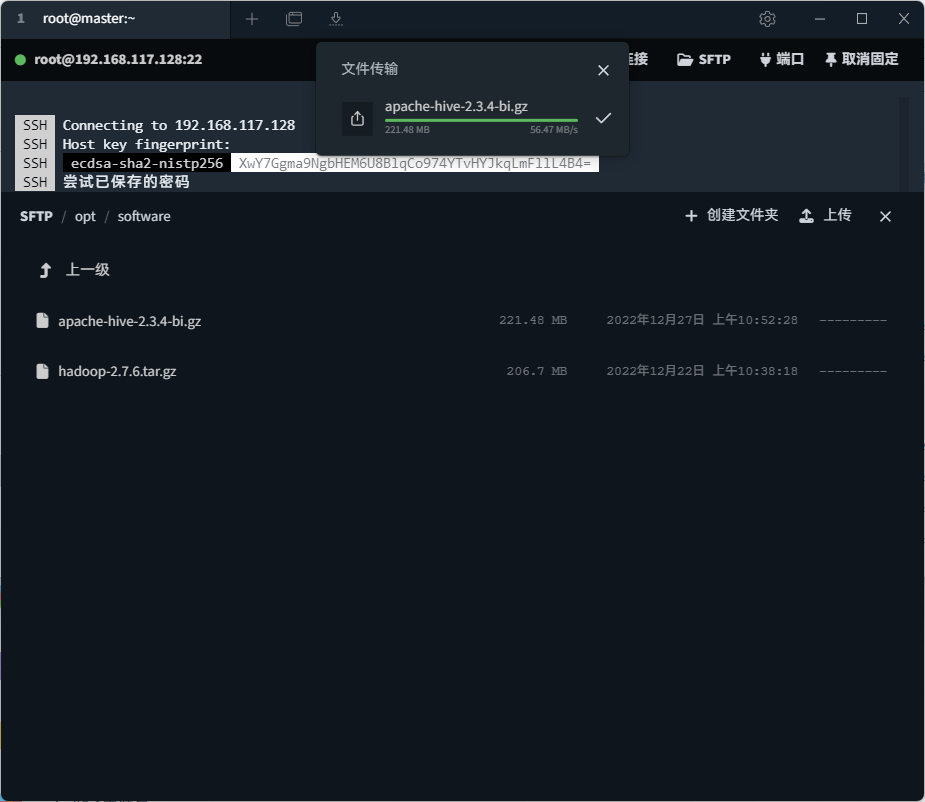 1 root@master:~
root@192.168.117.128:22 连接 SFTP 端口 取消固定
文件传输
apache-hive-2.3.4-bi.gz
221.48 MB 56.47 MB/s
SSH Connecting to 192.168.117.128
SSH Host key fingerprint:
SSH ecdsa-sha2-nistp256 XwY7Ggma9NgbHEM6U8BlqCo974YTvHYJkqLmFllL4B4=
SSH 尝试已保存的密码
SFTP / opt / software 创建文件夹 上传
上一级
apache-hive-2.3.4-bi.gz 221.48 MB 2022年12月27日 上午10:52:28 ---------
hadoop-2.7.6.tar.gz 206.7 MB 2022年12月22日 上午10:38:18 ---------